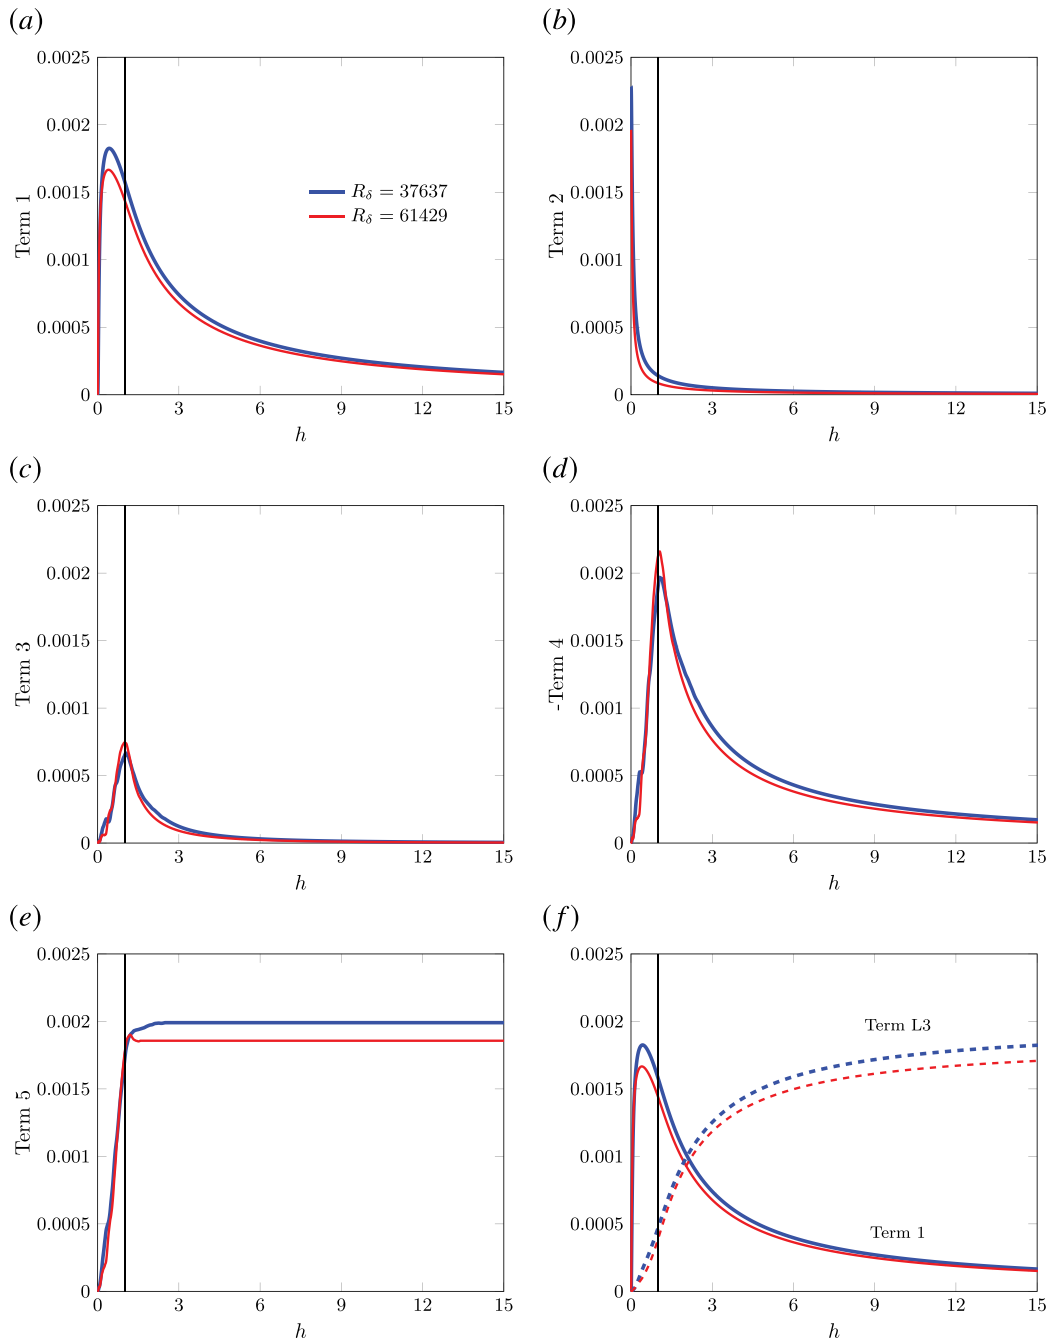 (a)
0.0025
0.002
0.0015
0.001
0.0005
0
Term 1
R_δ = 37637
R_δ = 61429
0 3 6 9 12 15
h
(b)
0.0025
0.002
0.0015
0.001
0.0005
0
Term 2
0 3 6 9 12 15
h
(c)
0.0025
0.002
0.0015
0.001
0.0005
0
Term 3
0 3 6 9 12 15
h
(d)
0.0025
0.002
0.0015
0.001
0.0005
0
-Term 4
0 3 6 9 12 15
h
(e)
0.0025
0.002
0.0015
0.001
0.0005
0
Term 5
0 3 6 9 12 15
h
(f)
0.0025
0.002
0.0015
0.001
0.0005
0
Term L3
Term 1
0 3 6 9 12 15
h